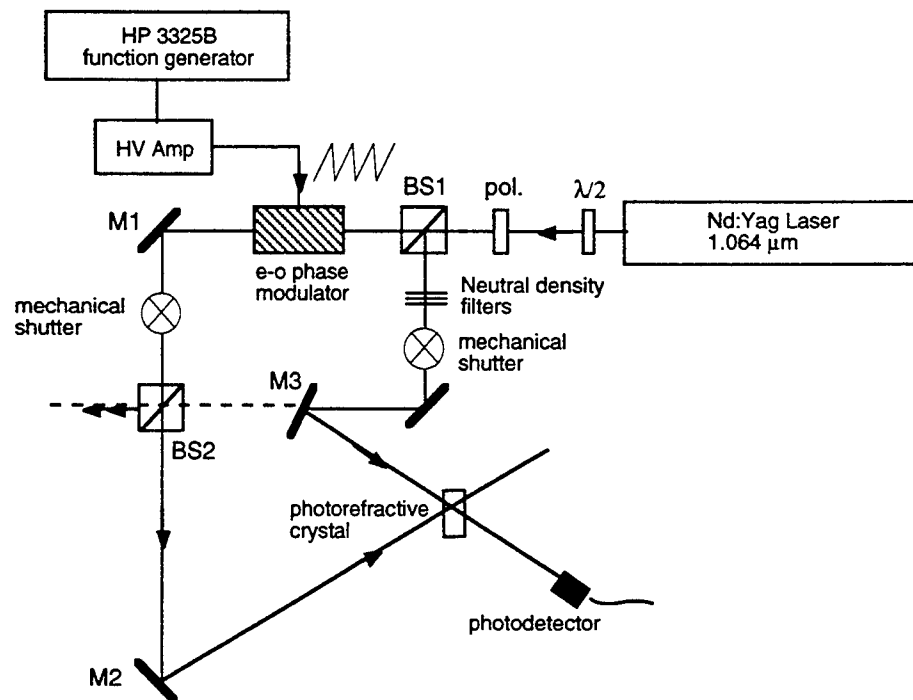 HP 3325B
function generator
HV Amp
BS1
pol.
λ/2
Nd:Yag Laser
1.064 μm
M1
e-o phase
modulator
Neutral density
filters
mechanical
shutter
mechanical
shutter
M3
BS2
photorefractive
crystal
photodetector
M2